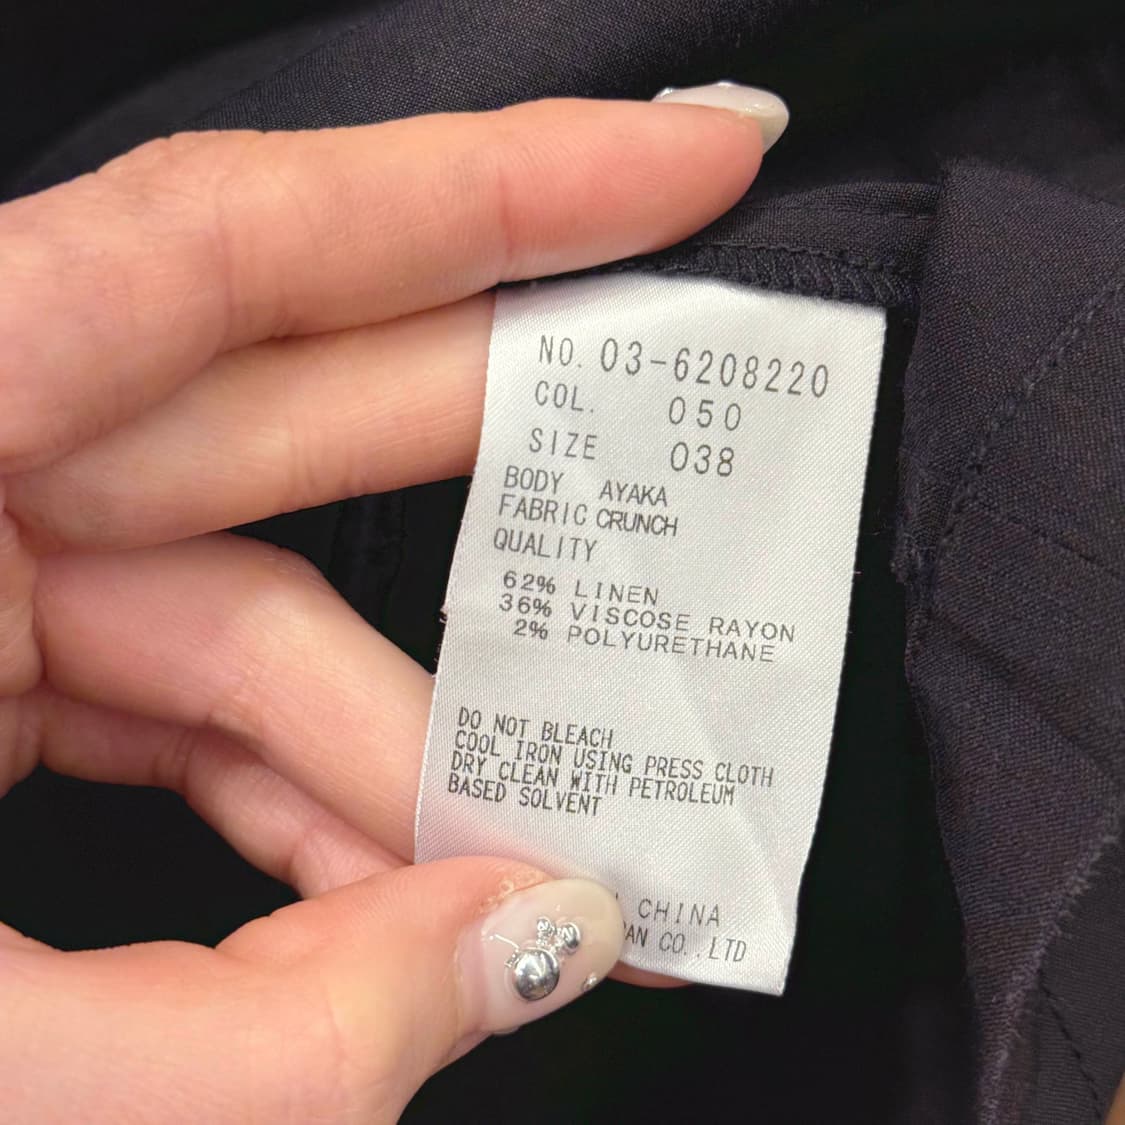 NO. 03-6208220
COL. 050
SIZE 038
BODY AYAKA
FABRIC CRUNCH
QUALITY
62% LINEN
36% VISCOSE RAYON
2% POLYURETHANE
DO NOT BLEACH
COOL IRON USING PRESS CLOTH
DRY CLEAN WITH PETROLEUM
BASED SOLVENT
CHINA
CO.,LTD